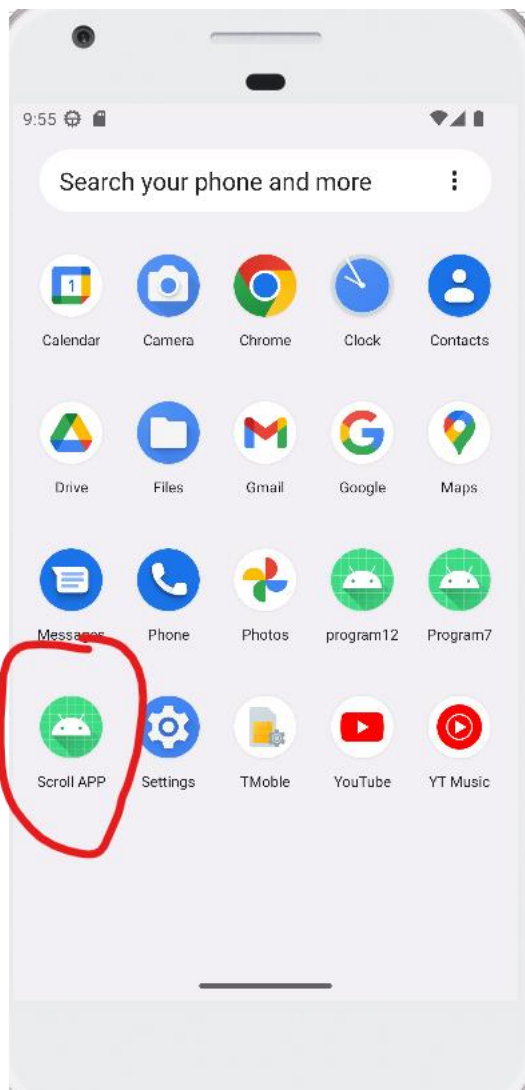 9:55
Search your phone and more
1
Calendar Camera Chrome Clock Contacts
Drive Files Gmail Google Maps
Messages Phone Photos program12 Program7
Scroll APP Settings TMoble YouTube YT Music